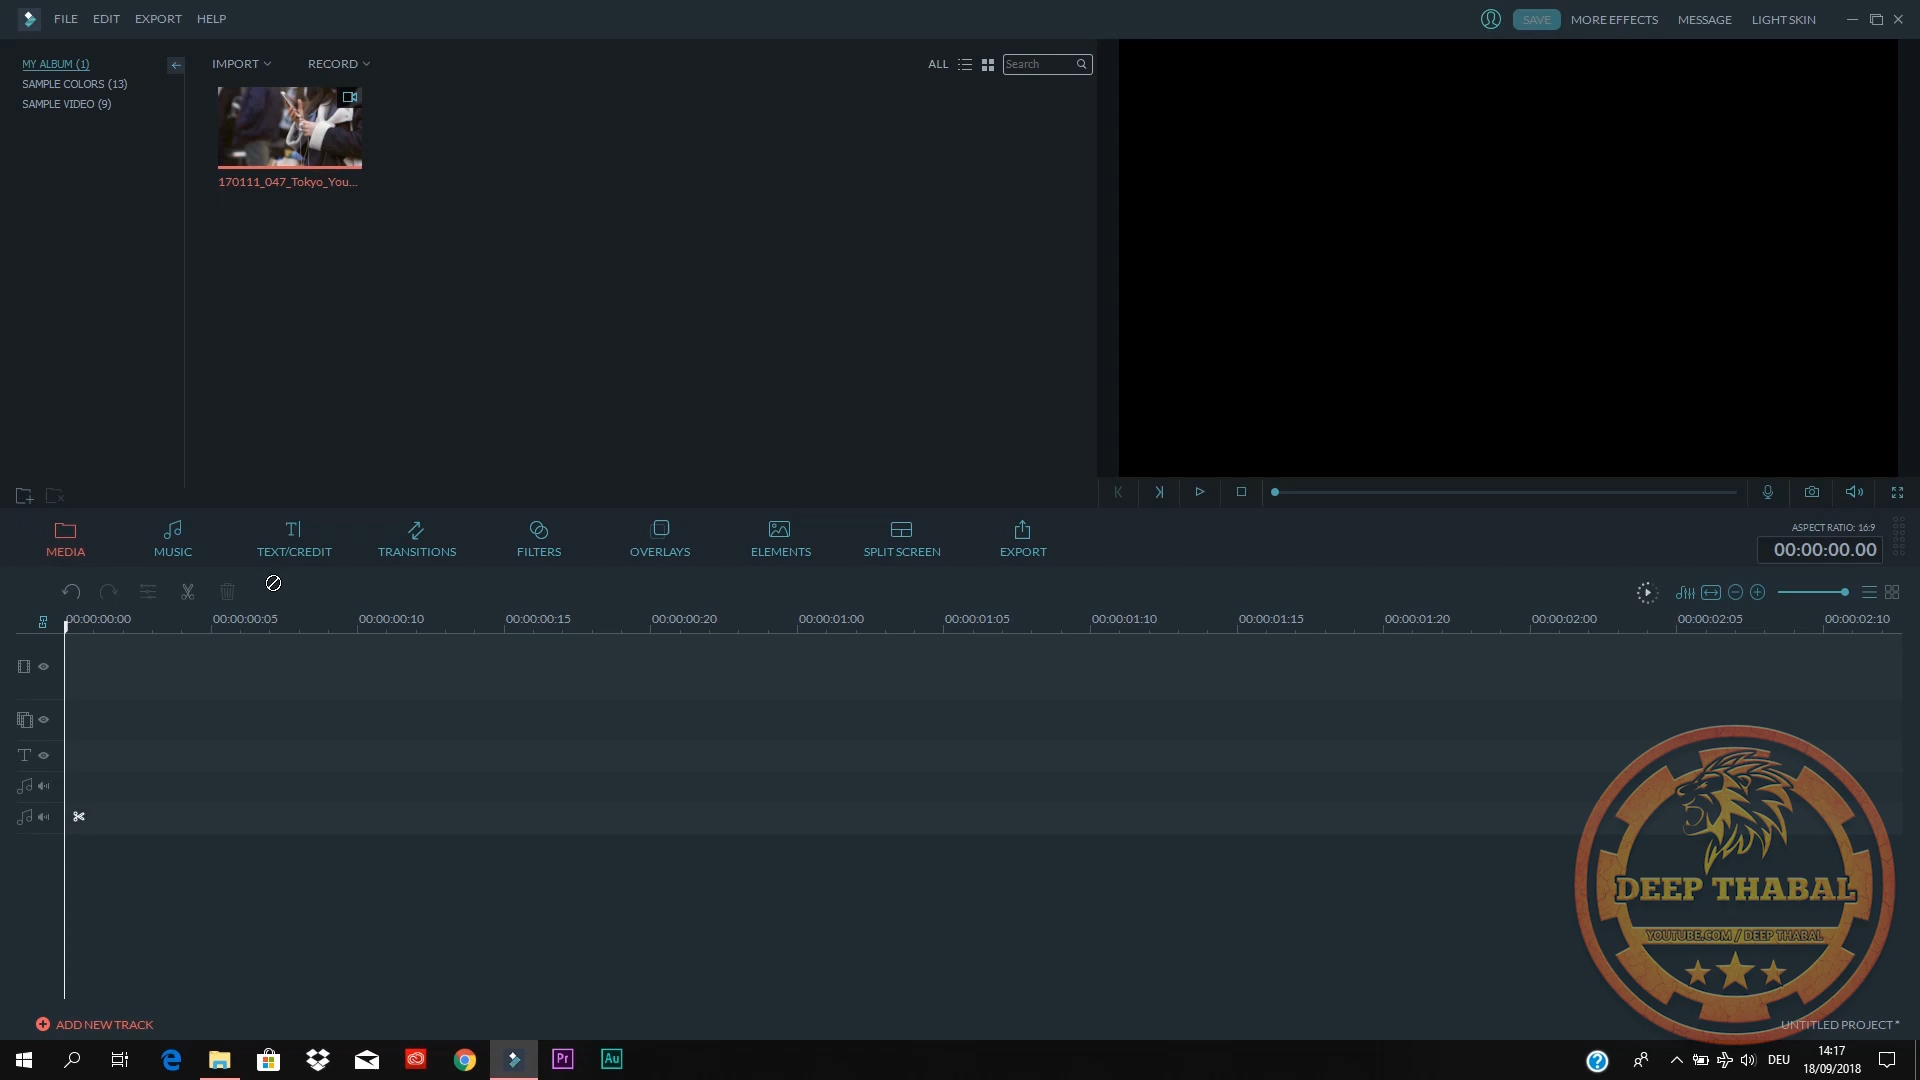 FILE EDIT EXPORT HELP
SAVE MORE EFFECTS MESSAGE LIGHT SKIN
MY ALBUM (1)
SAMPLE COLORS (13)
SAMPLE VIDEO (9)
IMPORT RECORD
ALL Search
170111_047_Tokyo_You...
MEDIA MUSIC TEXT/CREDIT TRANSITIONS FILTERS OVERLAYS ELEMENTS SPLIT SCREEN EXPORT
ASPECT RATIO: 16:9
00:00:00.00
00:00:00:00 00:00:00:05 00:00:00:10 00:00:00:15 00:00:00:20 00:00:01:00 00:00:01:05 00:00:01:10 00:00:01:15 00:00:01:20 00:00:02:00 00:00:02:05 00:00:02:10
DEEP THABAL
YOUTUBE.COM / DEEP THABAL
ADD NEW TRACK
UNTITLED PROJECT *
Pr Au
DEU
14:17
18/09/2018